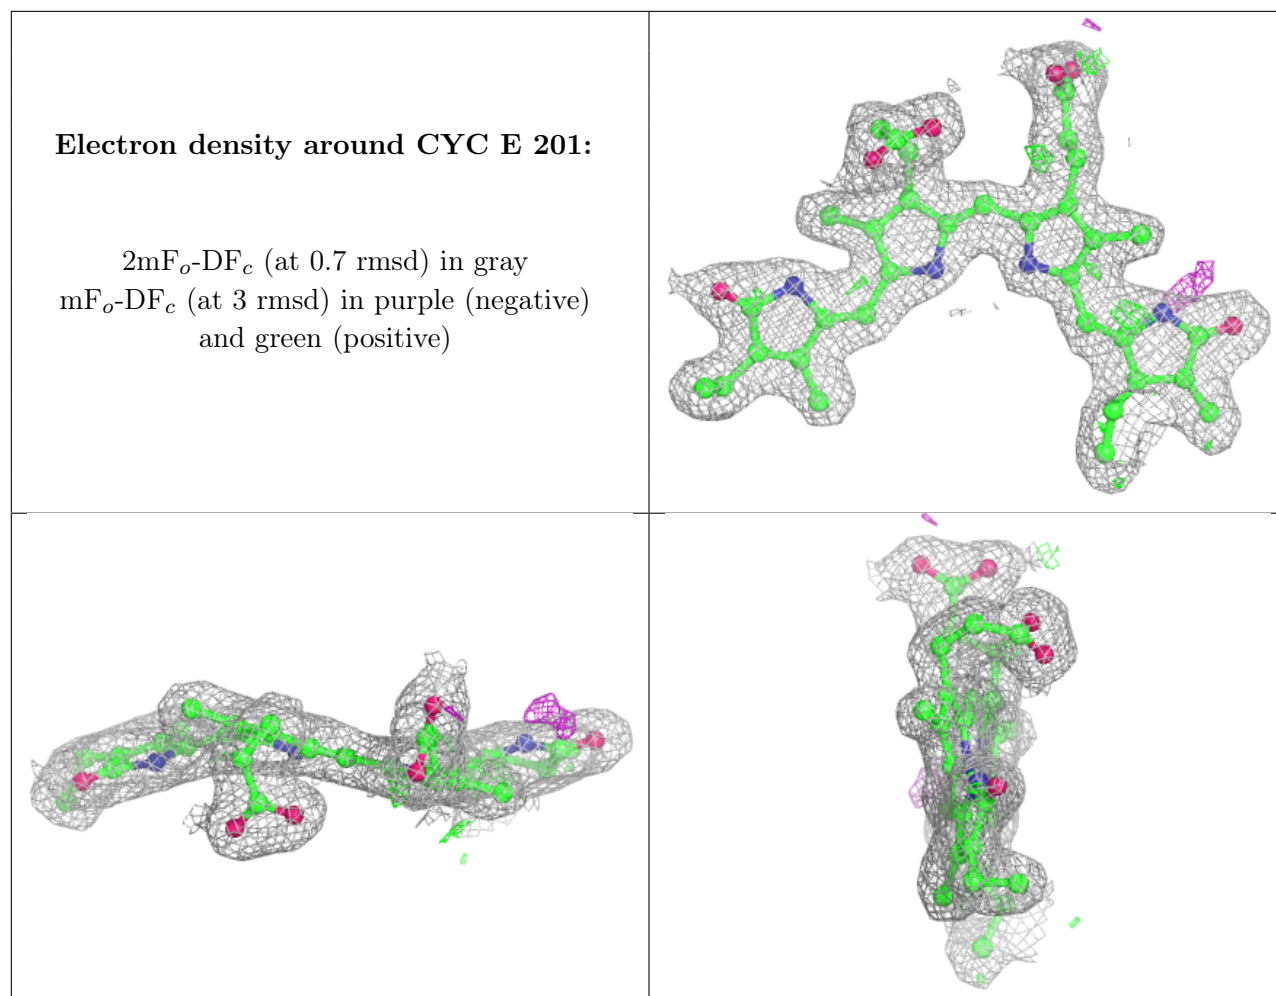 Electron density around CYC E 201:
2mFo-DFc (at 0.7 rmsd) in gray
mFo-DFc (at 3 rmsd) in purple (negative)
and green (positive)